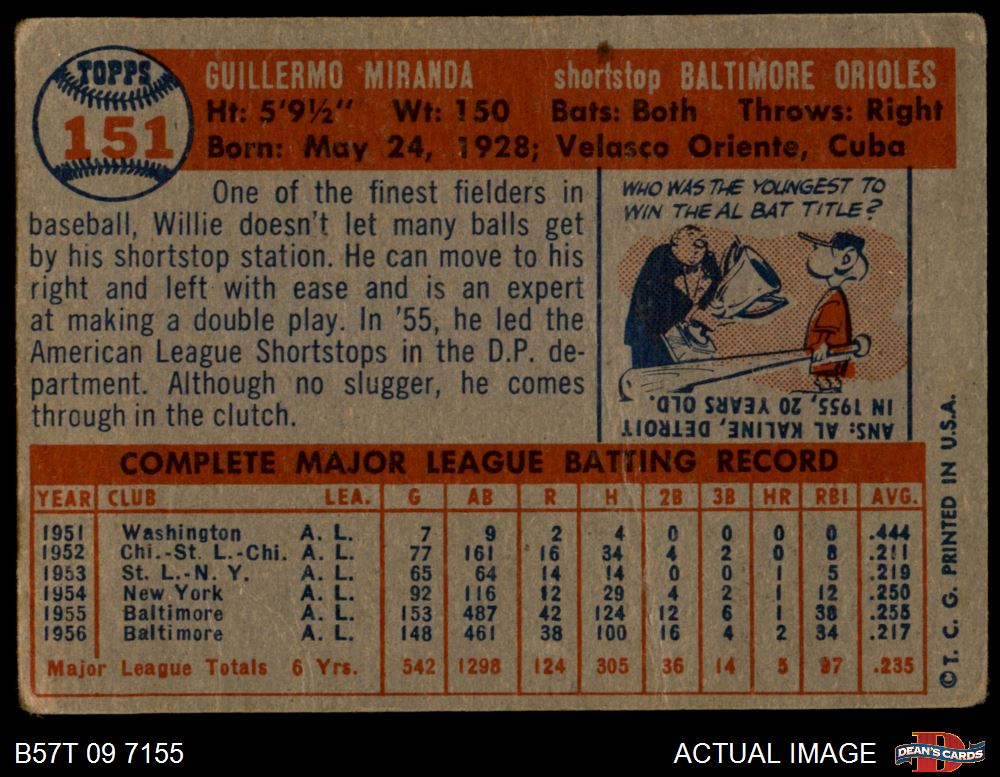 TOPPS
151
GUILLERMO MIRANDA shortstop BALTIMORE ORIOLES
Ht: 5'9½" Wt: 150 Bats: Both Throws: Right
Born: May 24, 1928; Velasco Oriente, Cuba
One of the finest fielders in
baseball, Willie doesn't let many balls get
by his shortstop station. He can move to his
right and left with ease and is an expert
at making a double play. In '55, he led the
American League Shortstops in the D.P. de-
partment. Although no slugger, he comes
through in the clutch.
WHO WAS THE YOUNGEST TO
WIN THE AL BAT TITLE?
ANS: AL KALINE, DETROIT
IN 1955, 20 YEARS OLD.
COMPLETE MAJOR LEAGUE BATTING RECORD
YEAR CLUB LEA. G AB R H 2B 3B HR RBI AVG.
1951 Washington A. L. 7 9 2 4 0 0 0 0 .444
1952 Chi.-St. L.-Chi. A. L. 77 161 16 34 4 2 0 8 .211
1953 St. L.-N. Y. A. L. 65 64 14 14 0 0 1 5 .219
1954 New York A. L. 92 116 12 29 4 2 1 12 .250
1955 Baltimore A. L. 153 487 42 124 12 6 1 38 .255
1956 Baltimore A. L. 148 461 38 100 16 4 2 34 .217
Major League Totals 6 Yrs. 542 1298 124 305 36 14 5 97 .235
© T. C. G. PRINTED IN U.S.A.
B57T 09 7155 ACTUAL IMAGE
DEAN'S CARDS